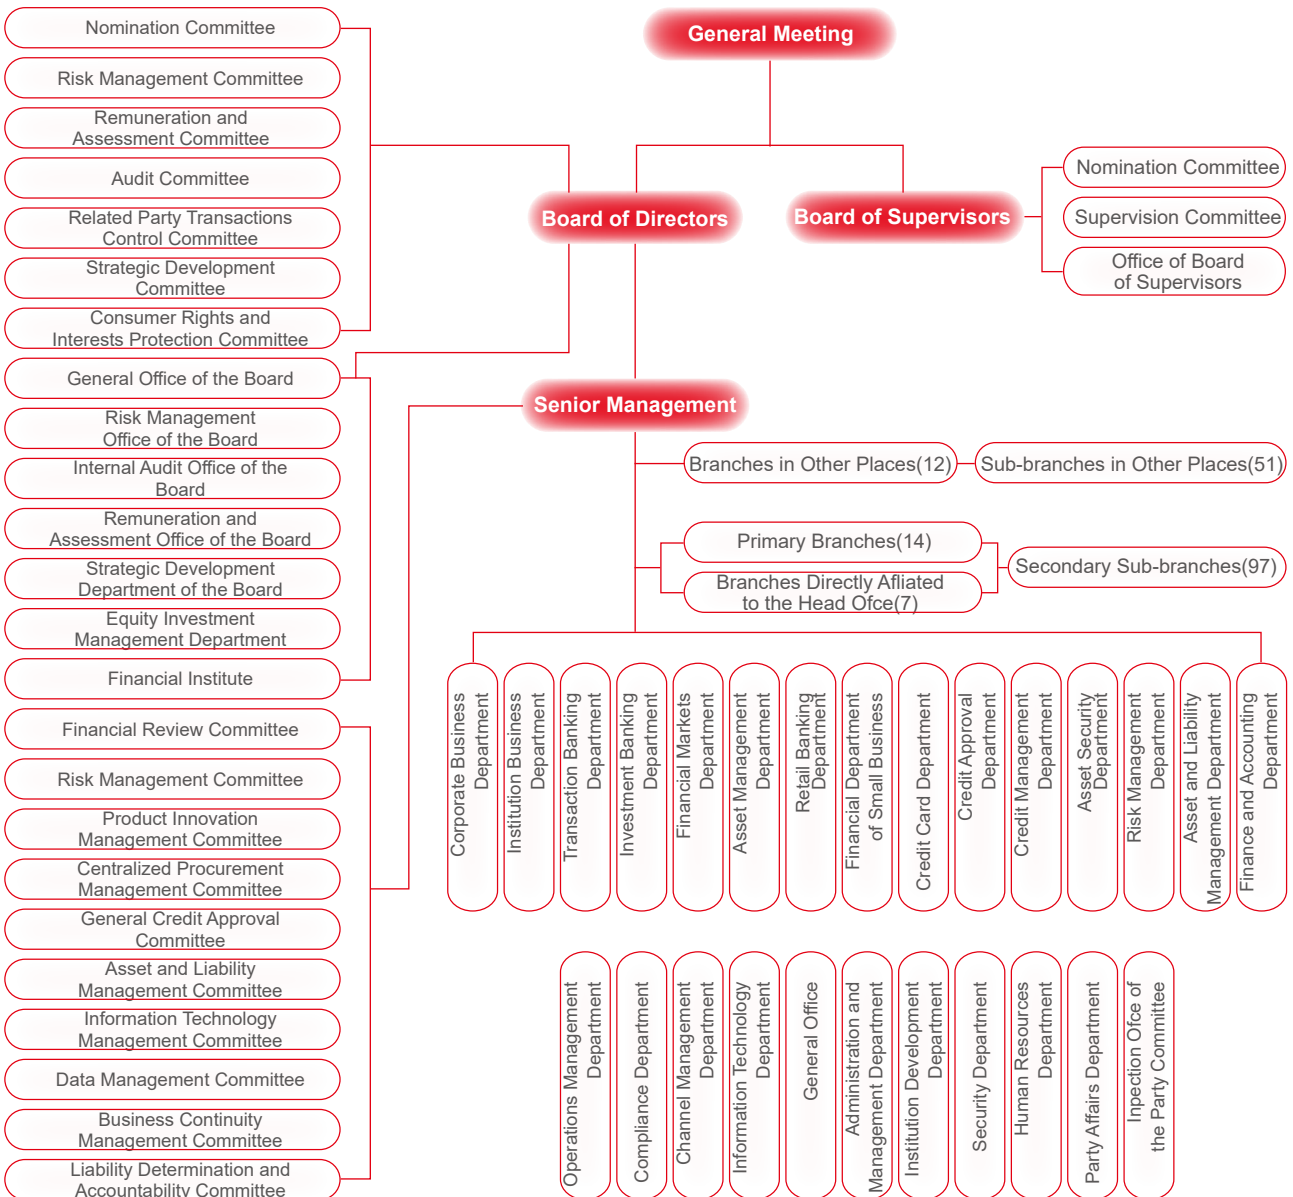 General Meeting
Board of Directors
Board of Supervisors
Nomination Committee
Supervision Committee
Office of Board
of Supervisors
Nomination Committee
Risk Management Committee
Remuneration and
Assessment Committee
Audit Committee
Related Party Transactions
Control Committee
Strategic Development
Committee
Consumer Rights and
Interests Protection Committee
General Office of the Board
Risk Management
Office of the Board
Internal Audit Office of the
Board
Remuneration and
Assessment Office of the Board
Strategic Development
Department of the Board
Equity Investment
Management Department
Financial Institute
Financial Review Committee
Risk Management Committee
Product Innovation
Management Committee
Centralized Procurement
Management Committee
General Credit Approval
Committee
Asset and Liability
Management Committee
Information Technology
Management Committee
Data Management Committee
Business Continuity
Management Committee
Liability Determination and
Accountability Committee
Senior Management
Branches in Other Places(12)
Sub-branches in Other Places(51)
Primary Branches(14)
Branches Directly Afliated
to the Head Ofce(7)
Secondary Sub-branches(97)
Corporate Business
Department
Institution Business
Department
Transaction Banking
Department
Investment Banking
Department
Financial Markets
Department
Asset Management
Department
Retail Banking
Department
Financial Department
of Small Business
Credit Card Department
Credit Approval
Department
Credit Management
Department
Asset Security
Department
Risk Management
Department
Asset and Liability
Management Department
Finance and Accounting
Department
Operations Management
Department
Compliance Department
Channel Management
Department
Information Technology
Department
General Office
Administration and
Management Department
Institution Development
Department
Security Department
Human Resources
Department
Party Affairs Department
Inpection Ofce of
the Party Committee